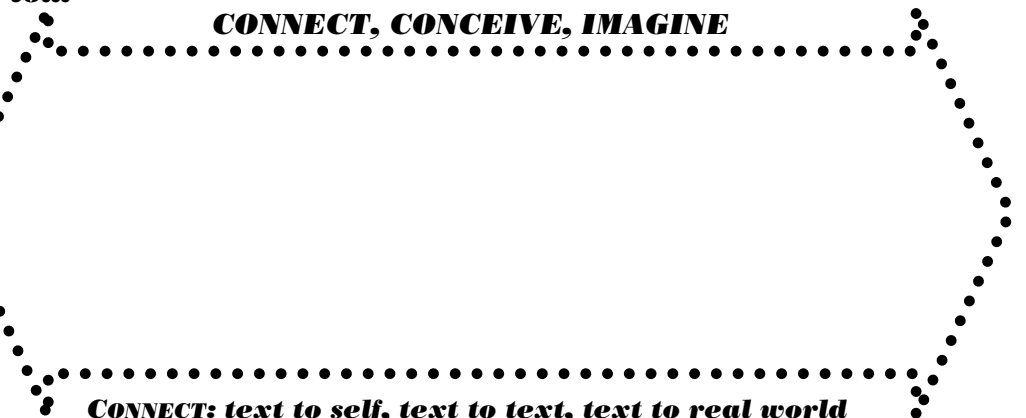 CONNECT, CONCEIVE, IMAGINE
CONNECT: text to self, text to text, text to real world